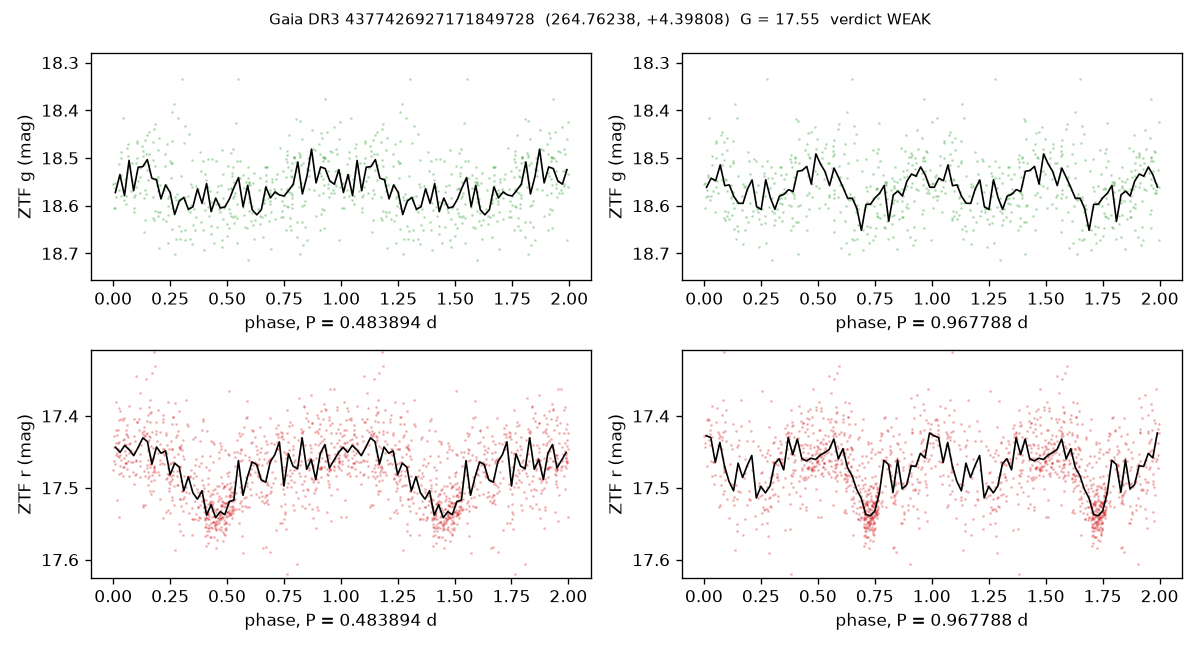 Gaia DR3 4377426927171849728 (264.76238, +4.39808) G = 17.55 verdict WEAK
18.3
18.4
18.5
18.6
18.7
ZTF g (mag)
0.00 0.25 0.50 0.75 1.00 1.25 1.50 1.75 2.00
phase, P = 0.483894 d
18.3
18.4
18.5
18.6
18.7
ZTF g (mag)
0.00 0.25 0.50 0.75 1.00 1.25 1.50 1.75 2.00
phase, P = 0.967788 d
17.4
17.5
17.6
ZTF r (mag)
0.00 0.25 0.50 0.75 1.00 1.25 1.50 1.75 2.00
phase, P = 0.483894 d
17.4
17.5
17.6
ZTF r (mag)
0.00 0.25 0.50 0.75 1.00 1.25 1.50 1.75 2.00
phase, P = 0.967788 d